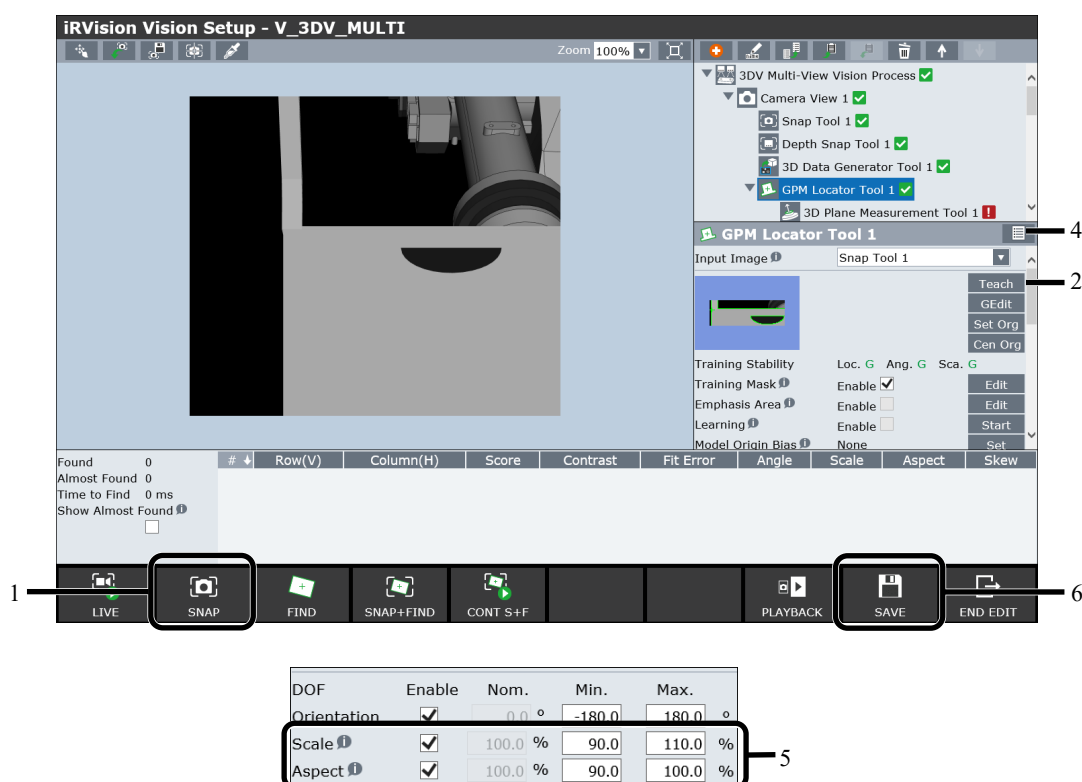 iRVision Vision Setup - V_3DV_MULTI
Zoom 100%
3DV Multi-View Vision Process
Camera View 1
Snap Tool 1
Depth Snap Tool 1
3D Data Generator Tool 1
GPM Locator Tool 1
3D Plane Measurement Tool 1 !
GPM Locator Tool 1
4
Input Image Snap Tool 1
Teach
2
GEdit
Set Org
Cen Org
Training Stability Loc. G Ang. G Sca. G
Training Mask Enable Edit
Emphasis Area Enable Edit
Learning Enable Start
Model Origin Bias None Set
Found 0
Almost Found 0
Time to Find 0 ms
Show Almost Found
# Row(V) Column(H) Score Contrast Fit Error Angle Scale Aspect Skew
1
LIVE SNAP FIND SNAP+FIND CONT S+F PLAYBACK SAVE END EDIT
6
DOF Enable Nom. Min. Max.
Orientation 0.0 ° -180.0 180.0 °
Scale 100.0 % 90.0 110.0 %
Aspect 100.0 % 90.0 100.0 %
5